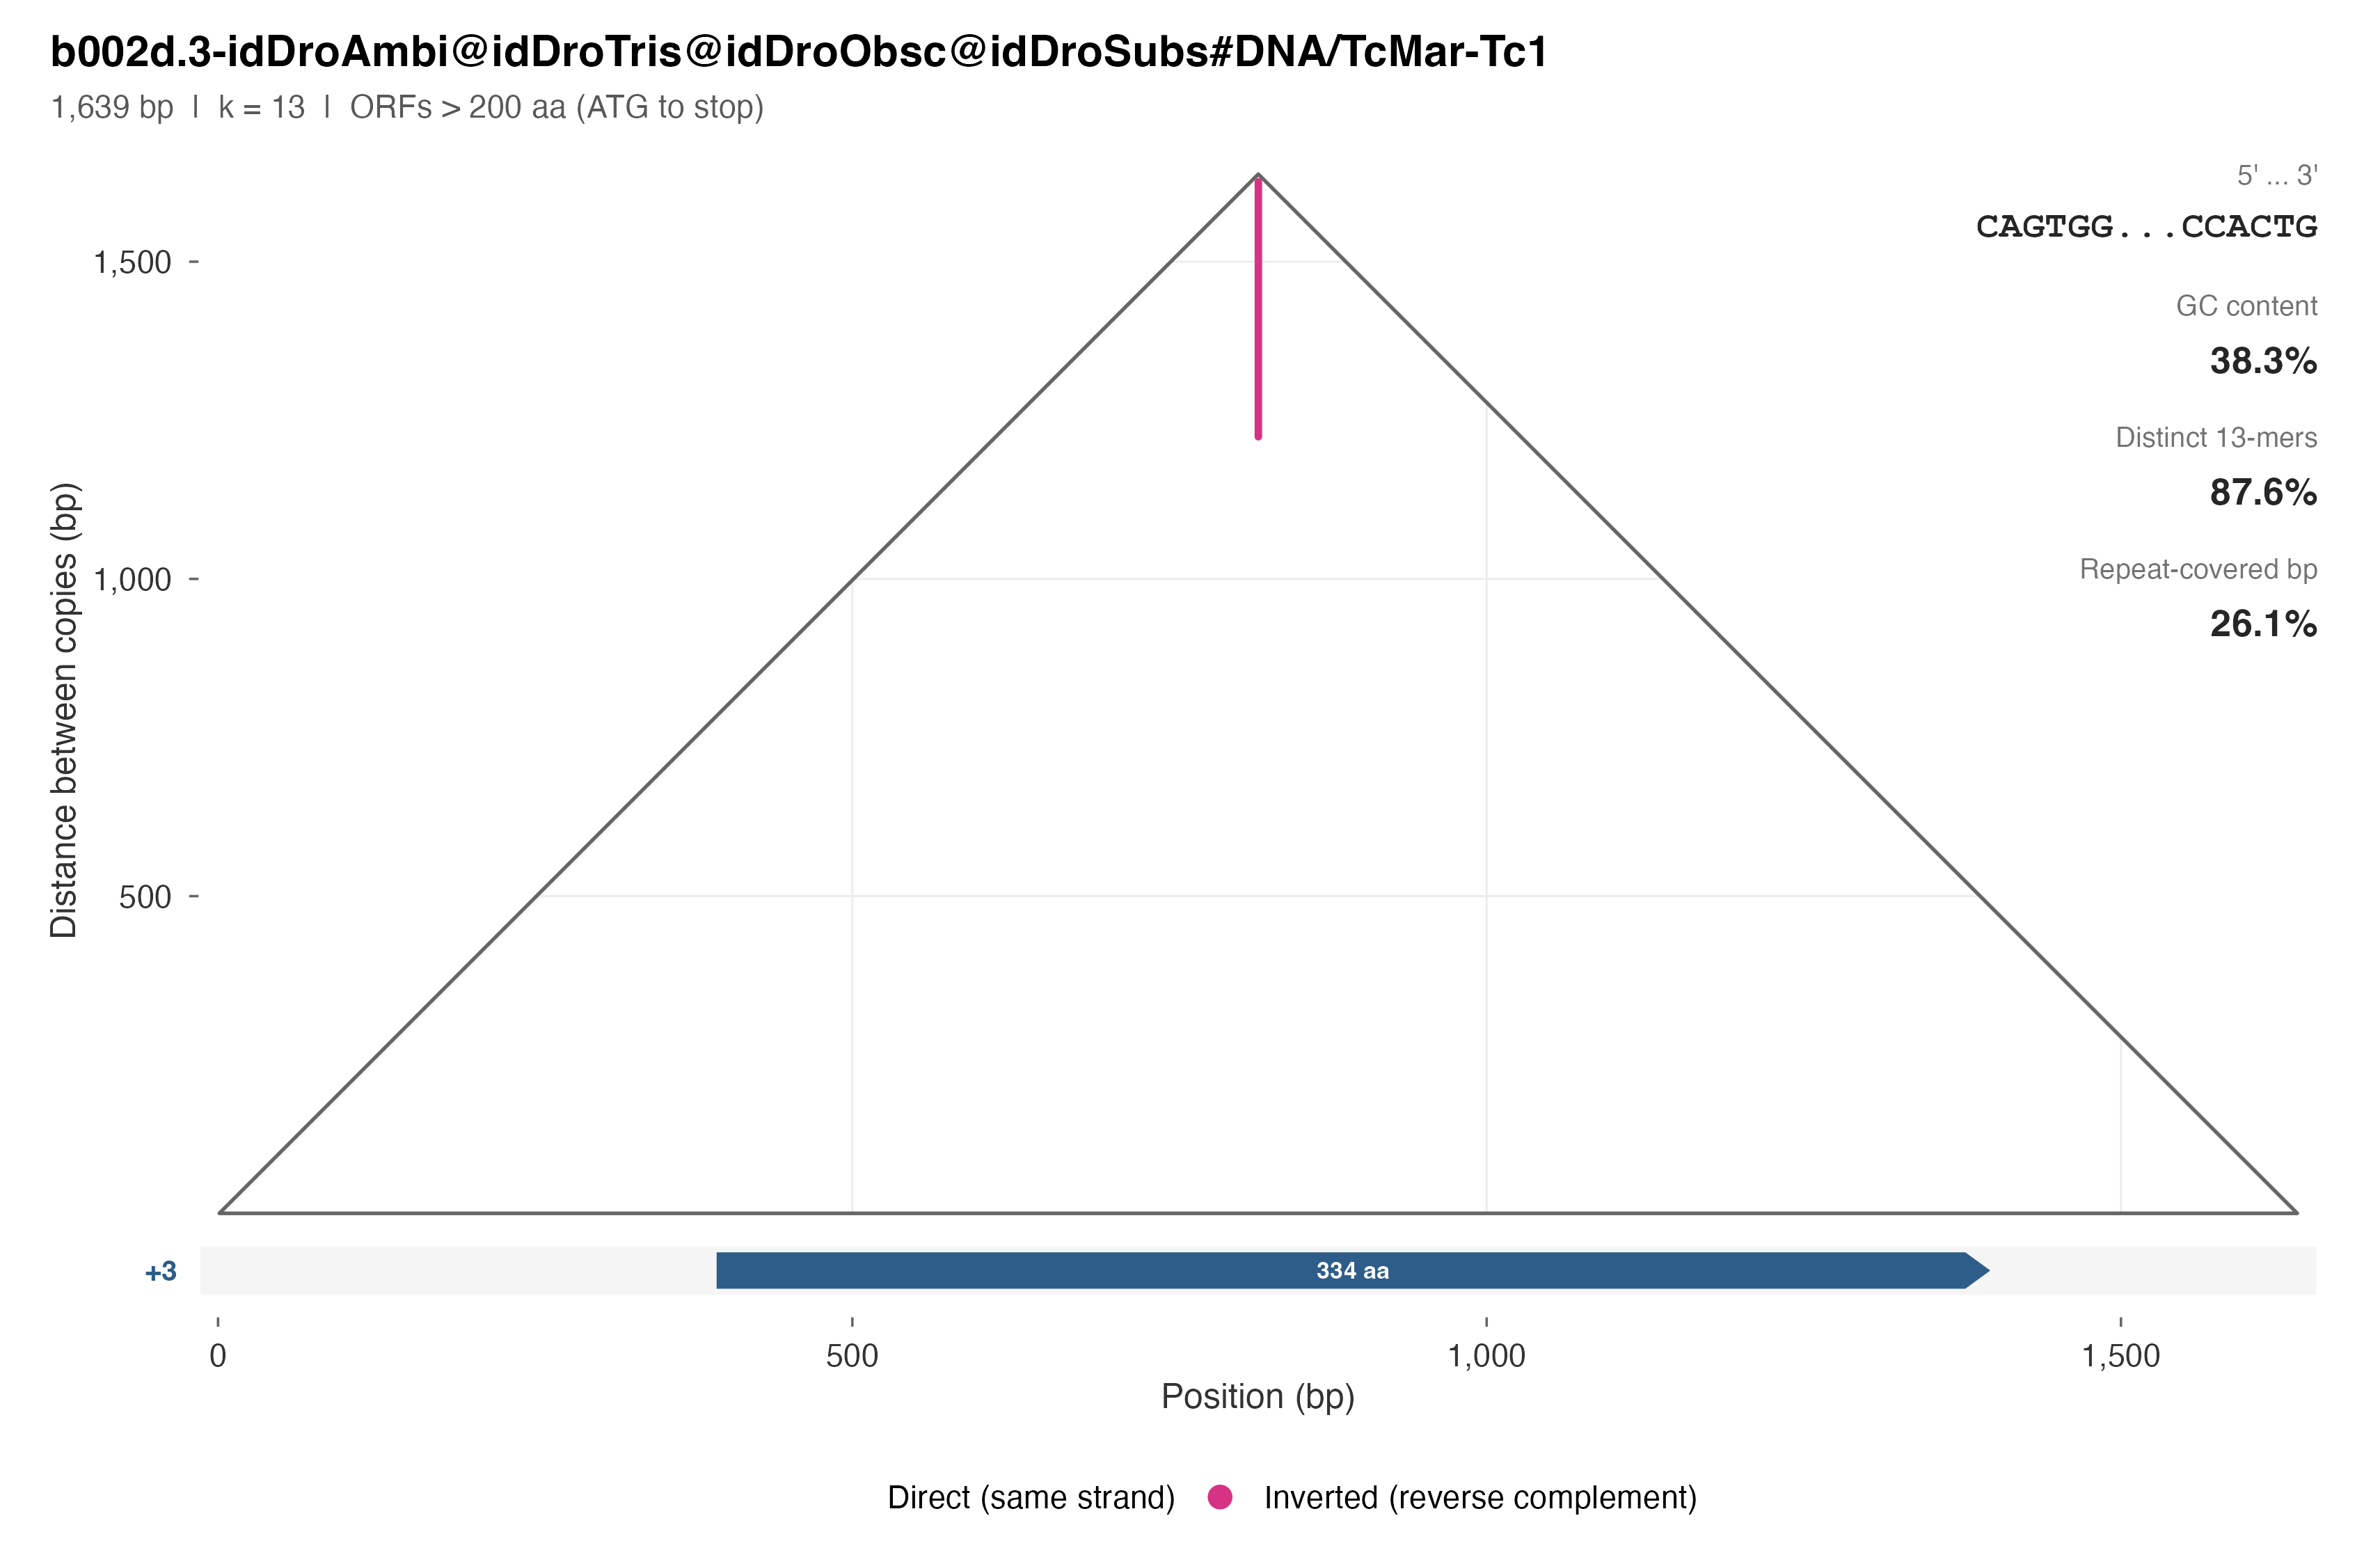 b002d.3-idDroAmbi@idDroTris@idDroObsc@idDroSubs#DNA/TcMar-Tc1
1,639 bp | k = 13 | ORFs > 200 aa (ATG to stop)
5' ... 3'
CAGTGG...CCACTG
GC content
38.3%
Distinct 13-mers
87.6%
Repeat-covered bp
26.1%
Distance between copies (bp)
1,500
1,000
500
+3
334 aa
0
500
1,000
1,500
Position (bp)
Direct (same strand)
Inverted (reverse complement)